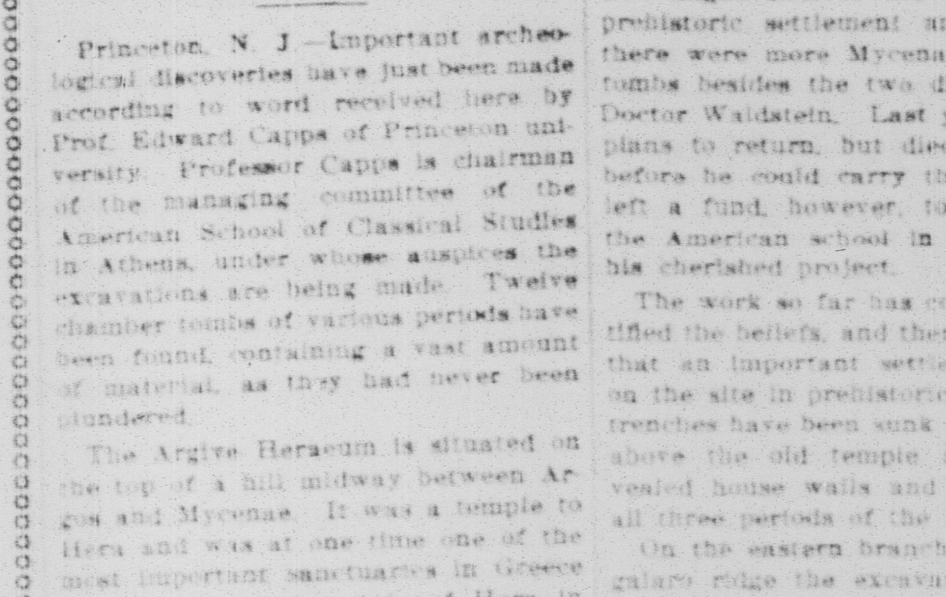 Princeton, N. J.—Important archeo-
logical discoveries have just been made
according to word received here by
Prof. Edward Capps of Princeton uni-
versity. Professor Capps is chairman
of the managing committee of the
American School of Classical Studies
in Athens, under whose auspices the
excavations are being made. Twelve
chamber tombs of various periods have
been found, containing a vast amount
of material, as they had never been
plundered.
The Argive Heraeum is situated on
the top of a hill midway between Ar-
gos and Mycenae. It was a temple to
Hera and was at one time one of the
most important sanctuaries in Greece
of Hera in
prehistoric settlement
there were more
tombs besides the two
Doctor Waldstein. Last
plans to return, but
before he could carry
left a fund, however,
the American school in
his cherished project.
The work so far has
tified the beliefs, and
that an important
on the site in prehistoric
trenches have been sunk
above the old temple
vealed house walls and
all three periods of the
On the eastern branch
galaro ridge the